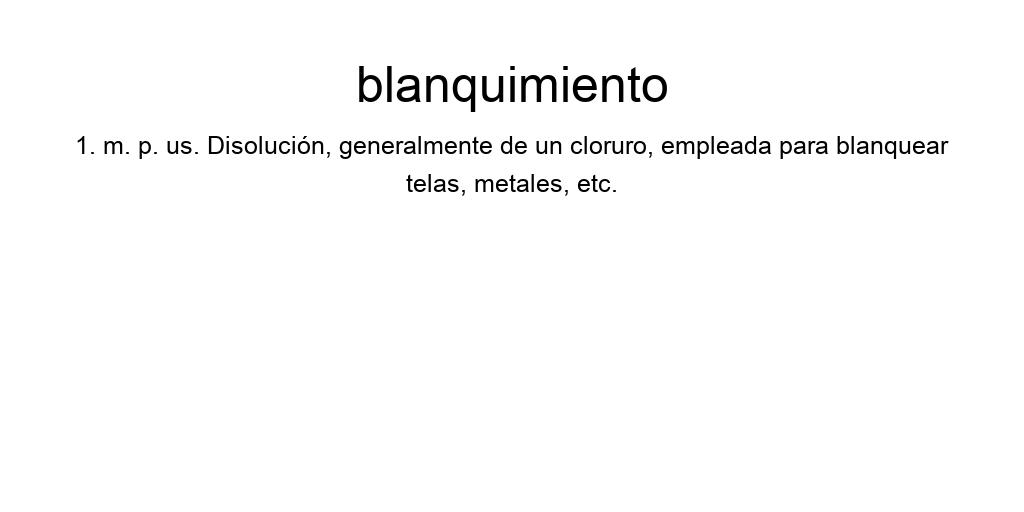 blanquimiento
1. m. p. us. Disolución, generalmente de un cloruro, empleada para blanquear
telas, metales, etc.